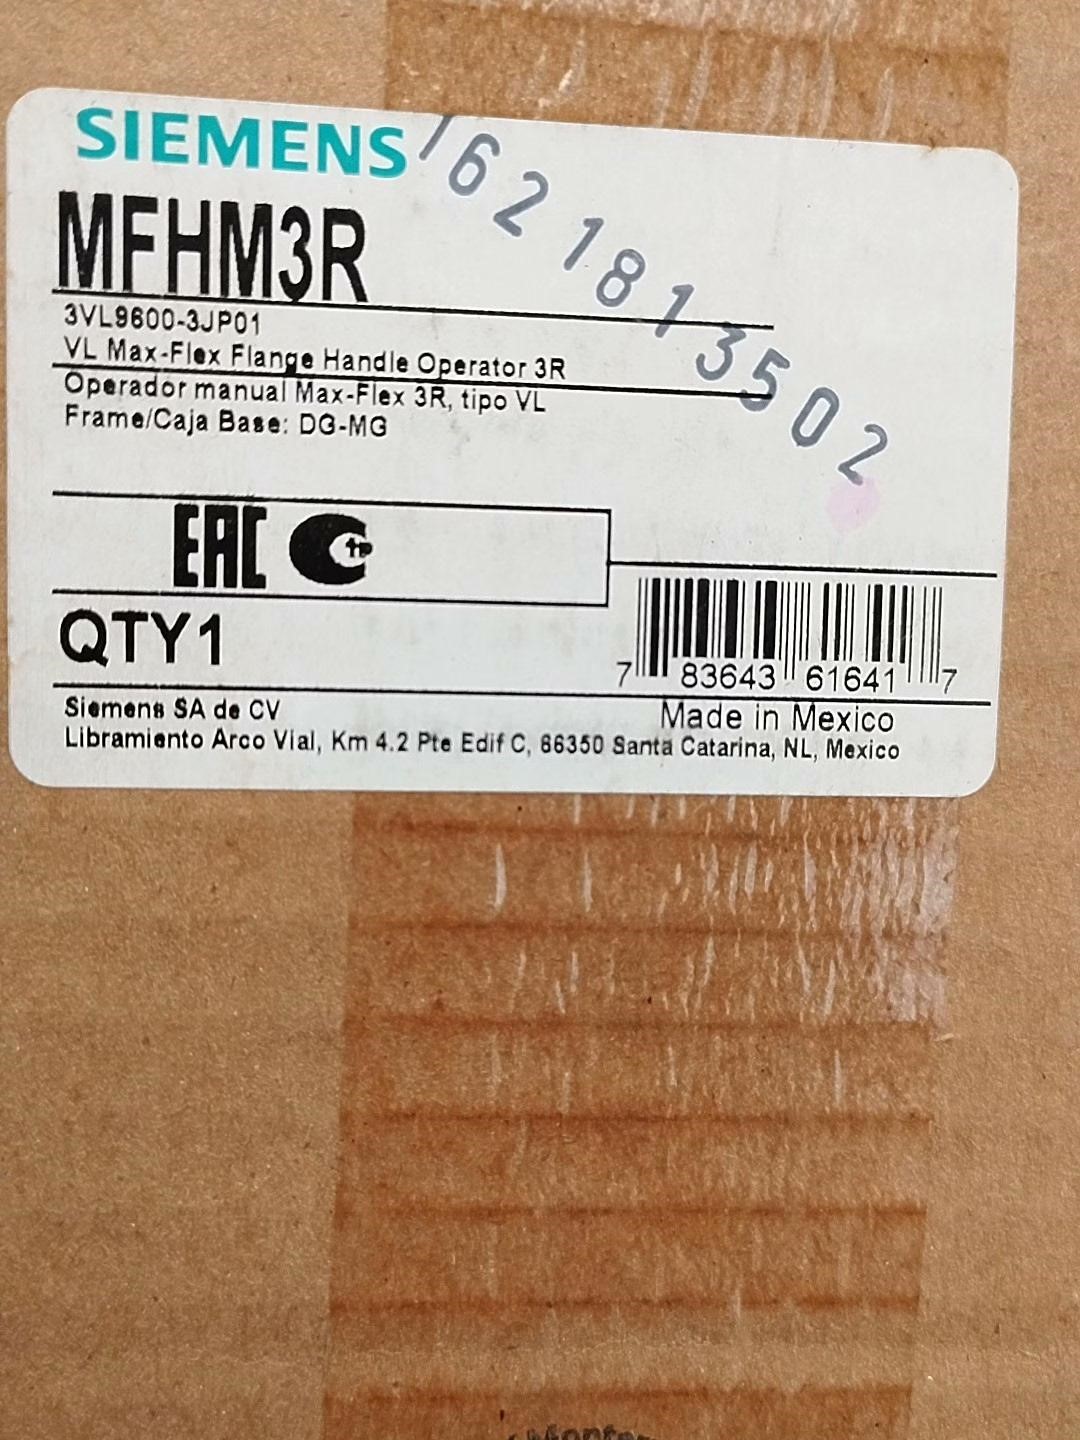 SIEMENS
1621813502
MFHM3R
3VL9600-3JP01
VL Max-Flex Flange Handle Operator 3R
Operador manual Max-Flex 3R, tipo VL
Frame/Caja Base: DG-MG
EAC
QTY1
7 83643 61641 7
Siemens SA de CV
Made in Mexico
Libramiento Arco Vial, Km 4.2 Pte Edif C, 66350 Santa Catarina, NL, Mexico